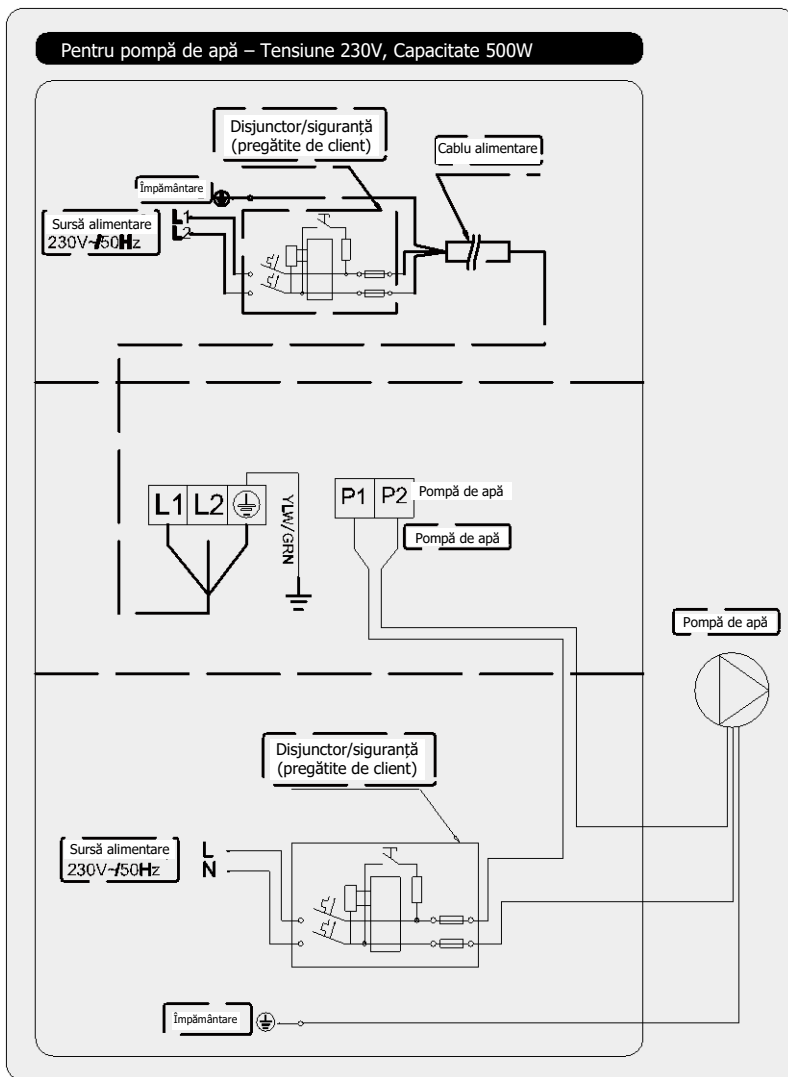 Pentru pompă de apă – Tensiune 230V, Capacitate 500W
Disjunctor/siguranță
(pregătite de client)
Cablu alimentare
Împământare
Sursă alimentare
230V~/50Hz
L1
L2
L1 L2
YLW/GRN
P1 P2
Pompă de apă
Pompă de apă
Pompă de apă
Disjunctor/siguranță
(pregătite de client)
Sursă alimentare
230V~/50Hz
L
N
Împământare